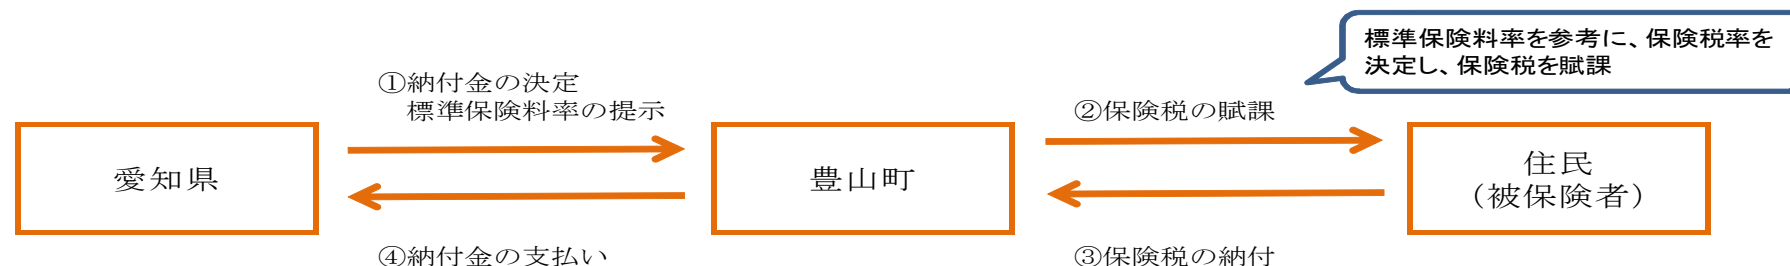 標準保険料率を参考に、保険税率を
決定し、保険税を賦課
①納付金の決定
標準保険料率の提示
②保険税の賦課
愛知県
豊山町
住民
(被保険者)
④納付金の支払い
③保険税の納付